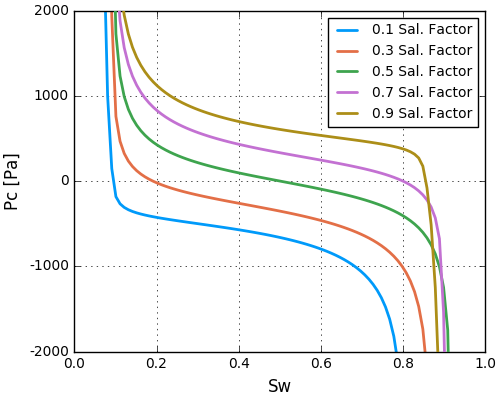 2000
1000
0
-1000
-2000
Pc [Pa]
0.1 Sal. Factor
0.3 Sal. Factor
0.5 Sal. Factor
0.7 Sal. Factor
0.9 Sal. Factor
0.0 0.2 0.4 0.6 0.8 1.0
Sw